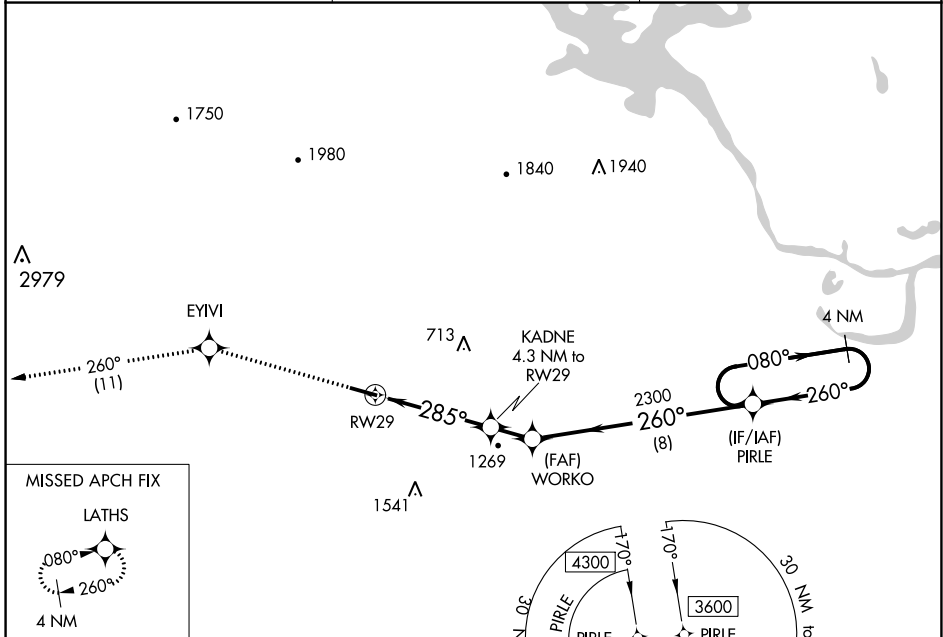 1750
1980
1840
1940
2979
EYIVI
4 NM
713
KADNE
4.3 NM to
RW29
080°
260°
(11)
260°
2300
285°
260°
RW29
(8)
(IF/IAF)
PIRLE
1269
(FAF)
WORKO
MISSED APCH FIX
1541
LATHS
170°
170°
4300
080°
30 NM to
260°
PIRLE
3600
30 N
4 NM
PIRLE
PIRLE